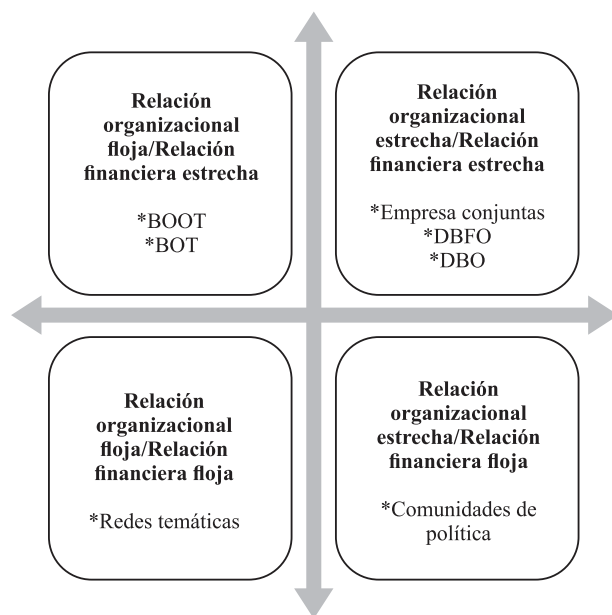 Relación
organizacional
floja/Relación
financiera estrecha
*BOOT
*BOT
Relación
organizacional
estrecha/Relación
financiera estrecha
*Empresa conjuntas
*DBFO
*DBO
Relación
organizacional
floja/Relación
financiera floja
*Redes temáticas
Relación
organizacional
estrecha/Relación
financiera floja
*Comunidades de
política